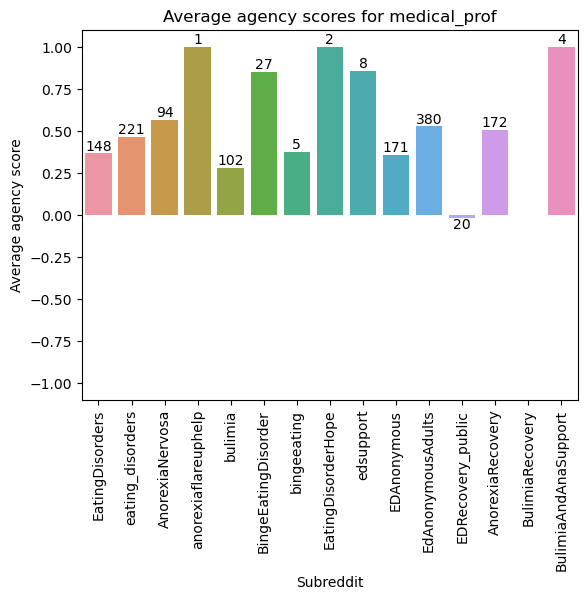 Average agency scores for medical_prof
Average agency score
1.00
0.75
0.50
0.25
0.00
−0.25
−0.50
−0.75
−1.00
148
221
94
1
102
27
5
2
8
171
380
20
172
4
EatingDisorders
eating_disorders
AnorexiaNervosa
anorexiaflareuphelp
bulimia
BingeEatingDisorder
bingeeating
EatingDisorderHope
edsupport
EDAnonymous
EdAnonymousAdults
EDRecovery_public
AnorexiaRecovery
BulimiaRecovery
BulimiaAndAnaSupport
Subreddit